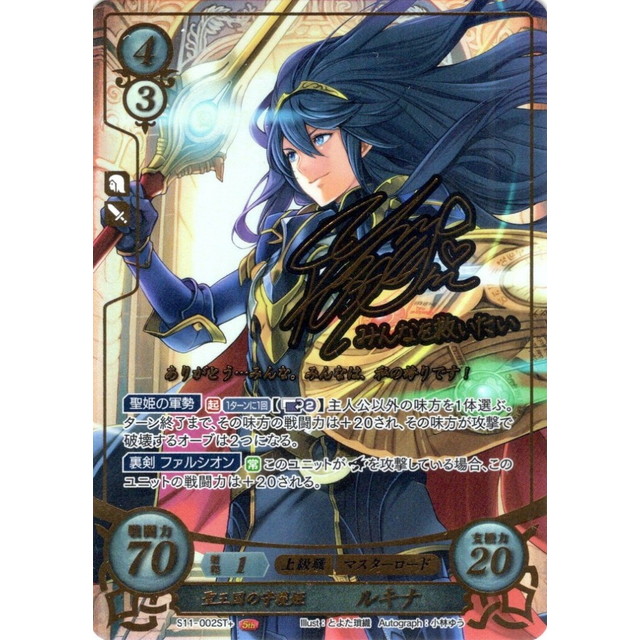 4
3
みんなを救いたい
ありがとう…みんな。みんなは、私の誇りです!
聖姫の軍勢 起 1ターンに1回【2】主人公以外の味方を1体選ぶ。
ターン終了まで、その味方の戦闘力は+20され、その味方が攻撃で
破壊するオーブは2つになる。
裏剣 ファルシオン 常 このユニットが を攻撃している場合、この
ユニットの戦闘力は+20される。
戦闘力
70
射程 1
上級職 マスターロード
支援力
20
ルキナ
S11-002ST+ Illust:とよた瑣織 Autograph:小林ゆう